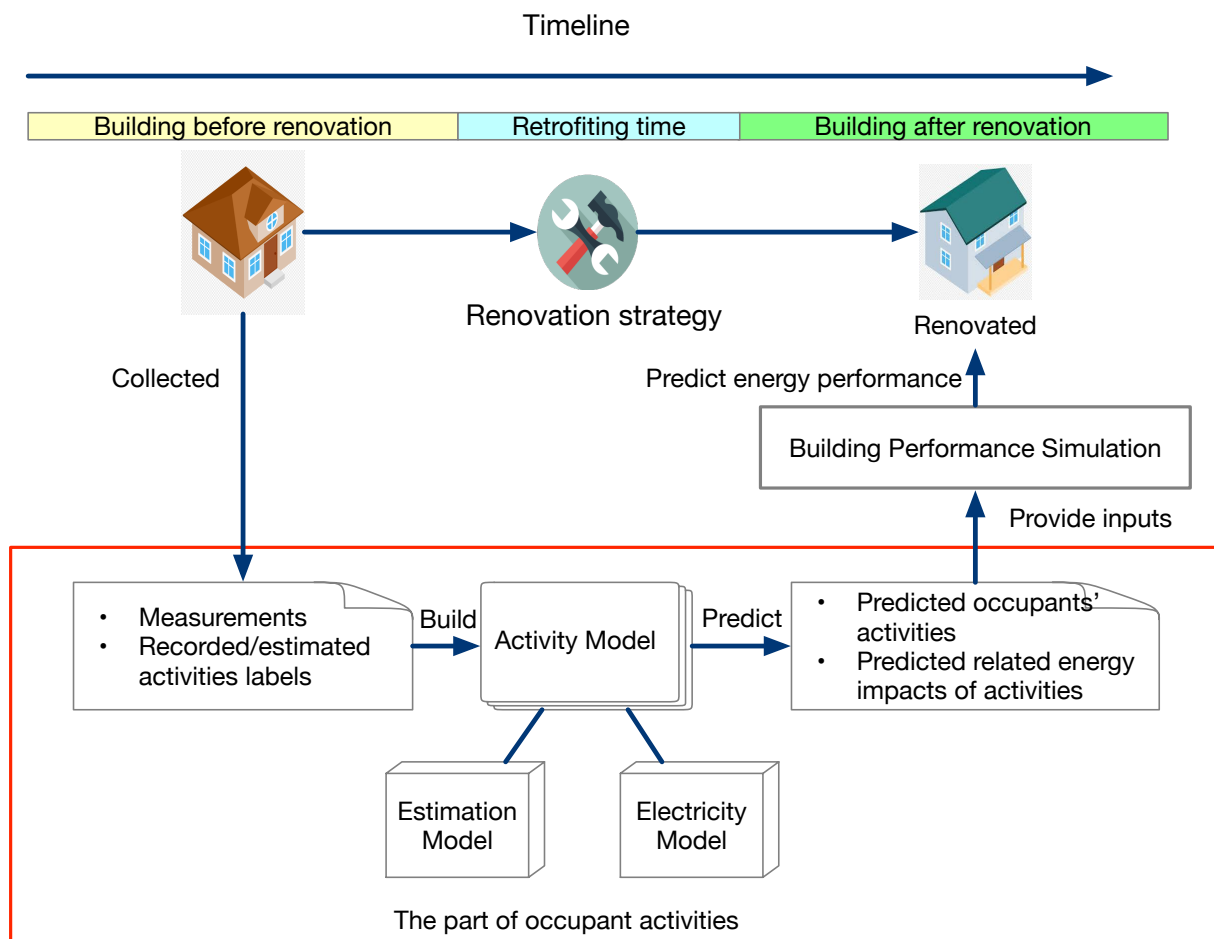 Timeline
Building before renovation
Retrofiting time
Building after renovation
Renovation strategy
Renovated
Collected
Predict energy performance
Building Performance Simulation
Provide inputs
• Measurements
• Recorded/estimated
activities labels
Build
Activity Model
Predict
• Predicted occupants’
activities
• Predicted related energy
impacts of activities
Estimation
Model
Electricity
Model
The part of occupant activities